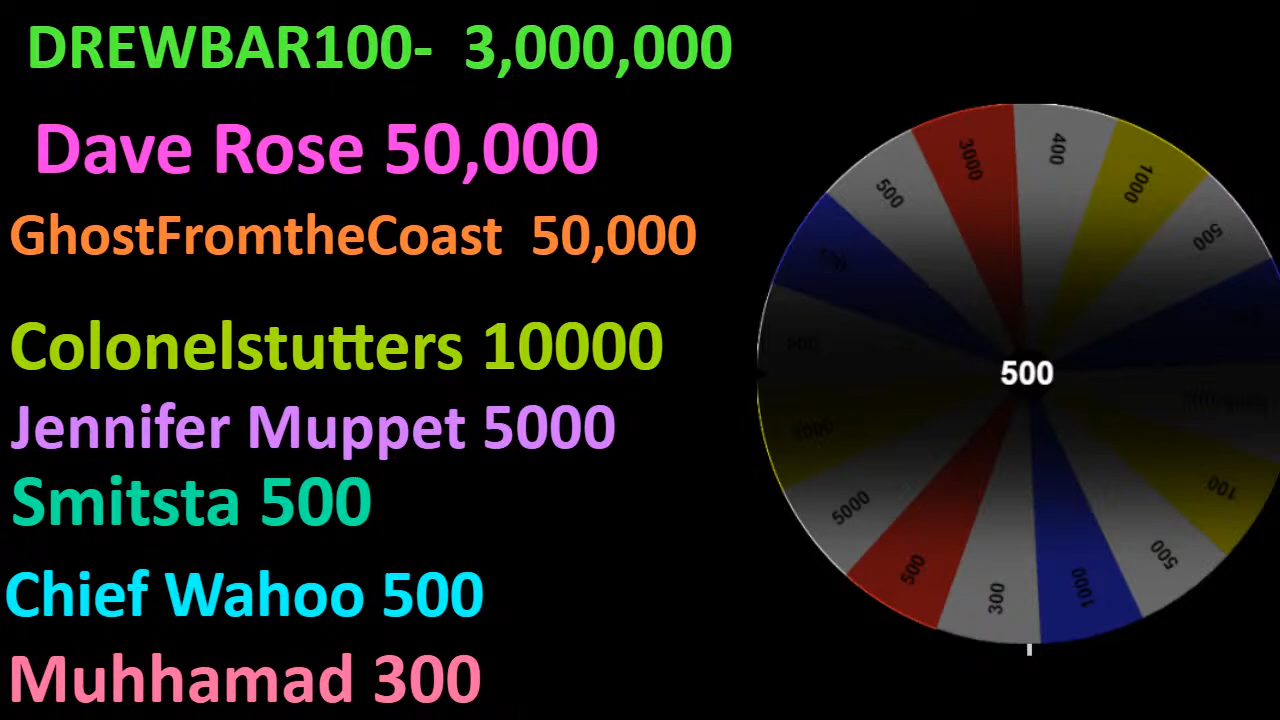 DREWBAR100- 3,000,000
Dave Rose 50,000
GhostFromtheCoast 50,000
Colonelstutters 10000
Jennifer Muppet 5000
Smitsta 500
Chief Wahoo 500
Muhhamad 300
400
1000
500
100
500
1000
300
500
5000
500
3000
500